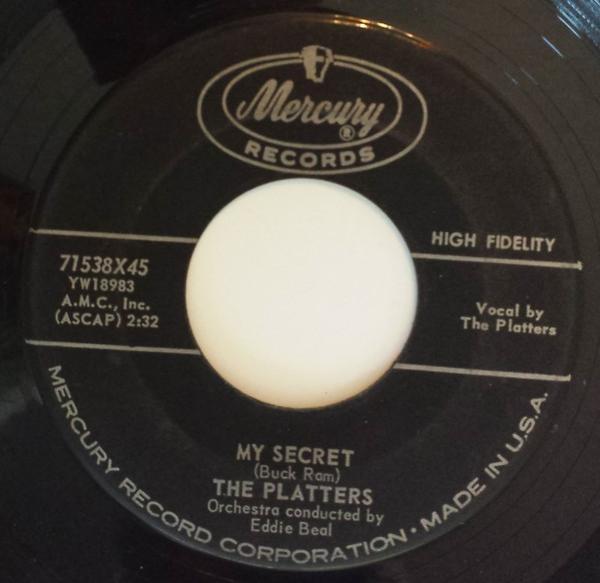 Mercury
®
RECORDS
HIGH FIDELITY
71538X45
YW18983
A.M.C., Inc.
(ASCAP) 2:32
Vocal by
The Platters
MY SECRET
(Buck Ram)
THE PLATTERS
Orchestra conducted by
Eddie Beal
MERCURY RECORD CORPORATION • MADE IN U.S.A.